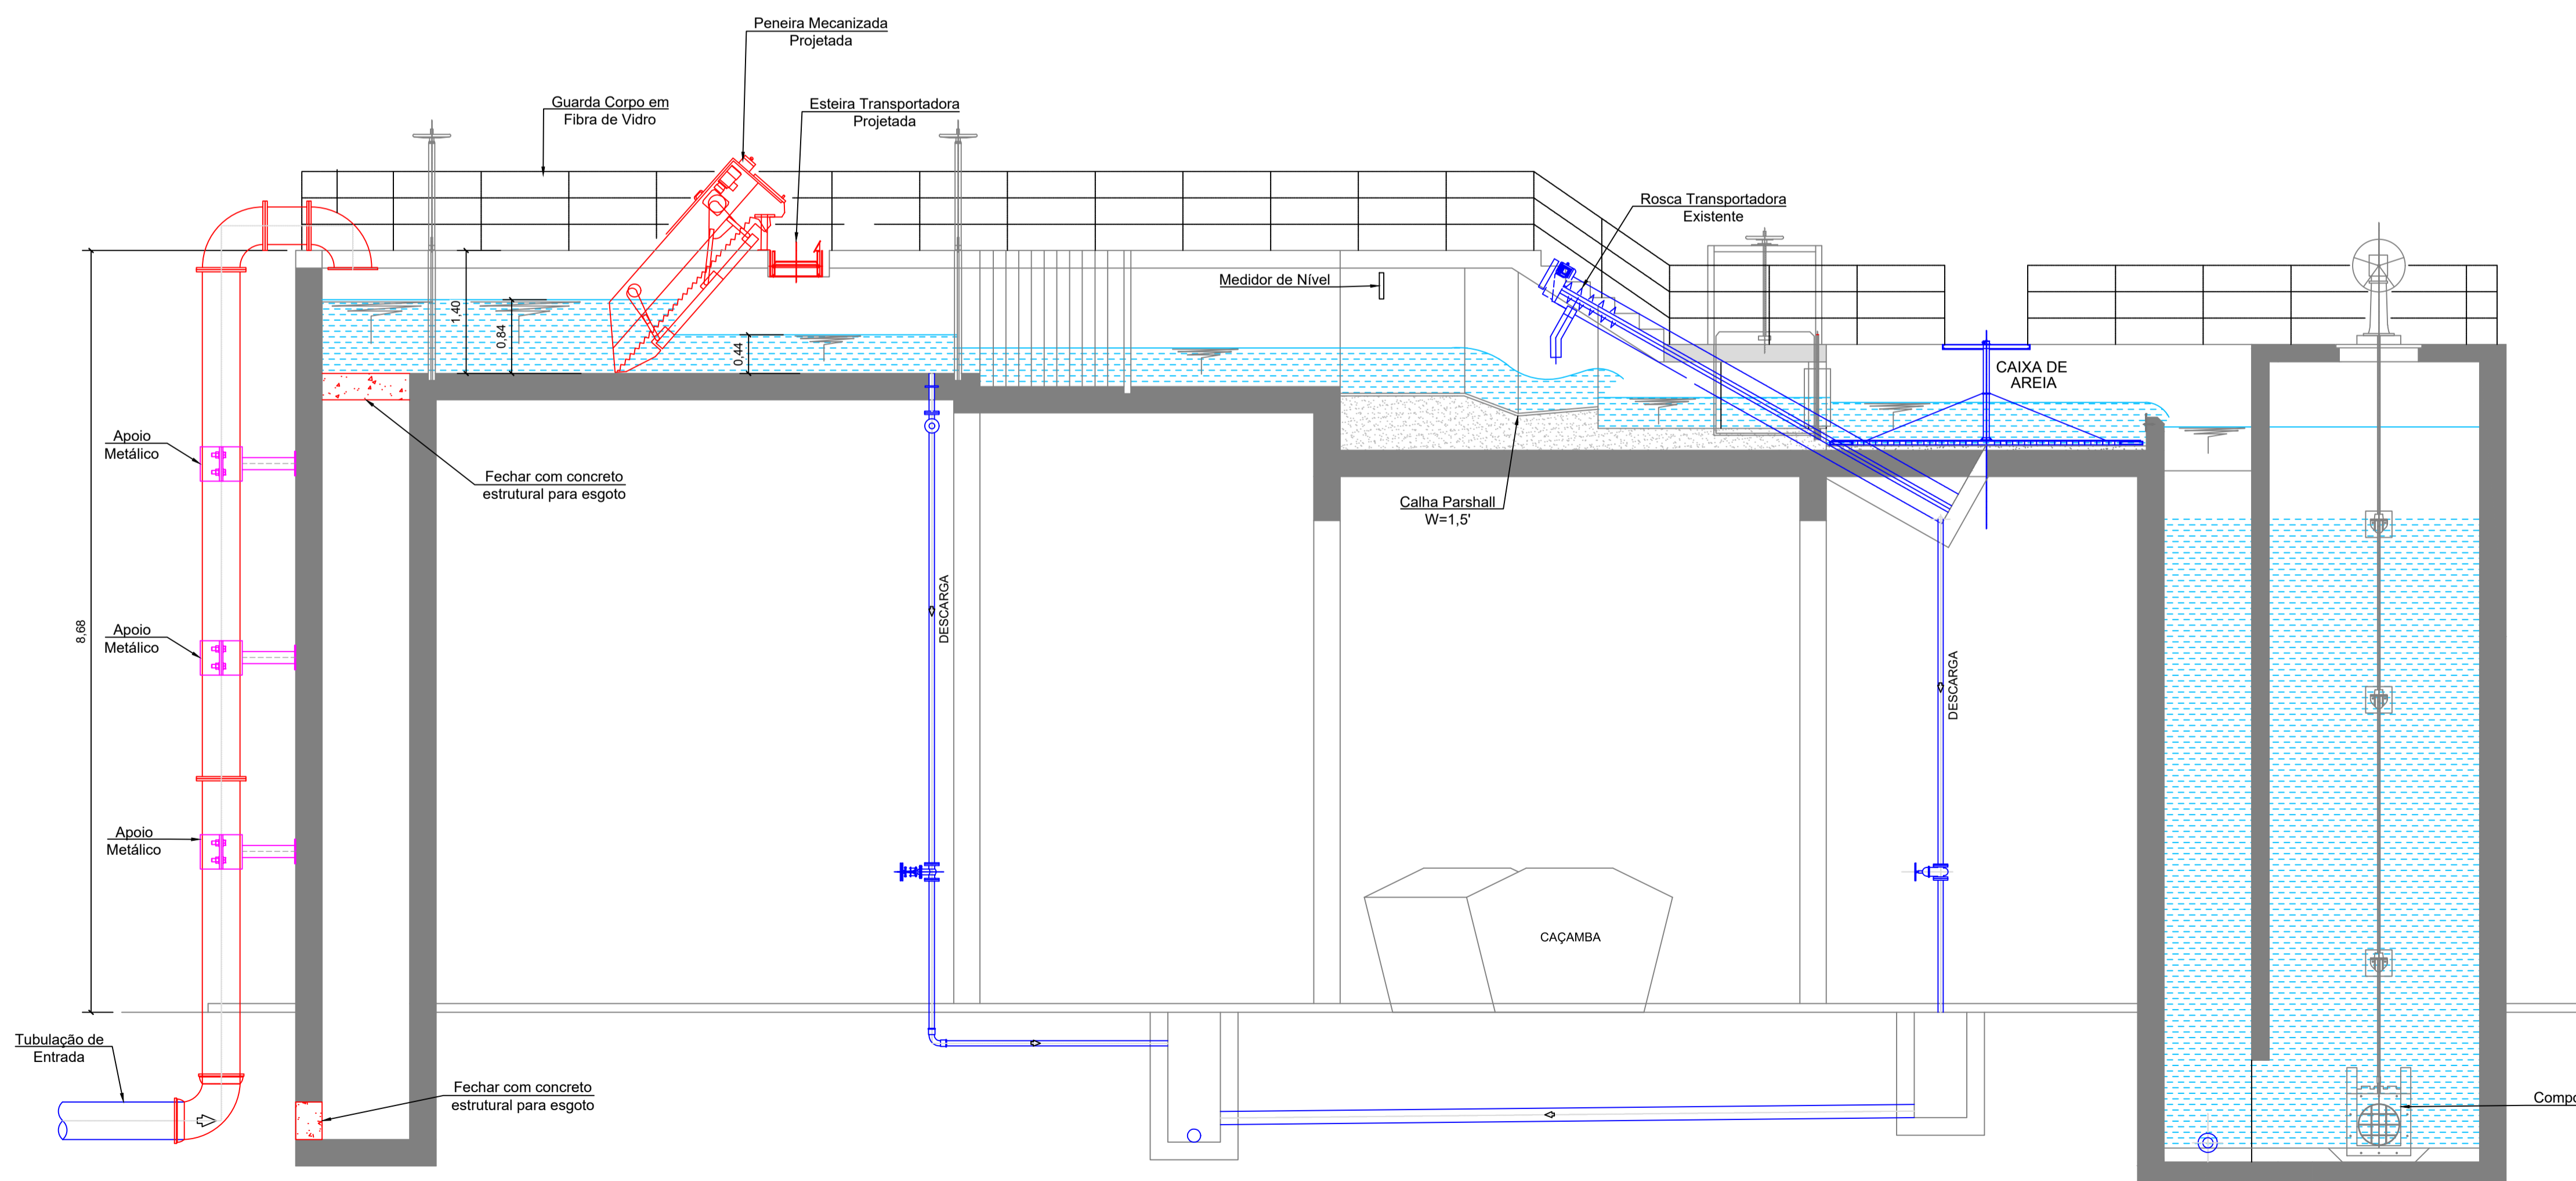 Peneira Mecanizada
Projetada
Guarda Corpo em
Fibra de Vidro
Esteira Transportadora
Projetada
Rosca Transportadora
Existente
Medidor de Nível
1,40
0,84
0,44
CAIXA DE
AREIA
Apoio
Metálico
Fechar com concreto
estrutural para esgoto
Calha Parshall
W=1,5'
8,68
DESCARGA
Apoio
Metálico
DESCARGA
Apoio
Metálico
CAÇAMBA
Tubulação de
Entrada
Fechar com concreto
estrutural para esgoto
Compo